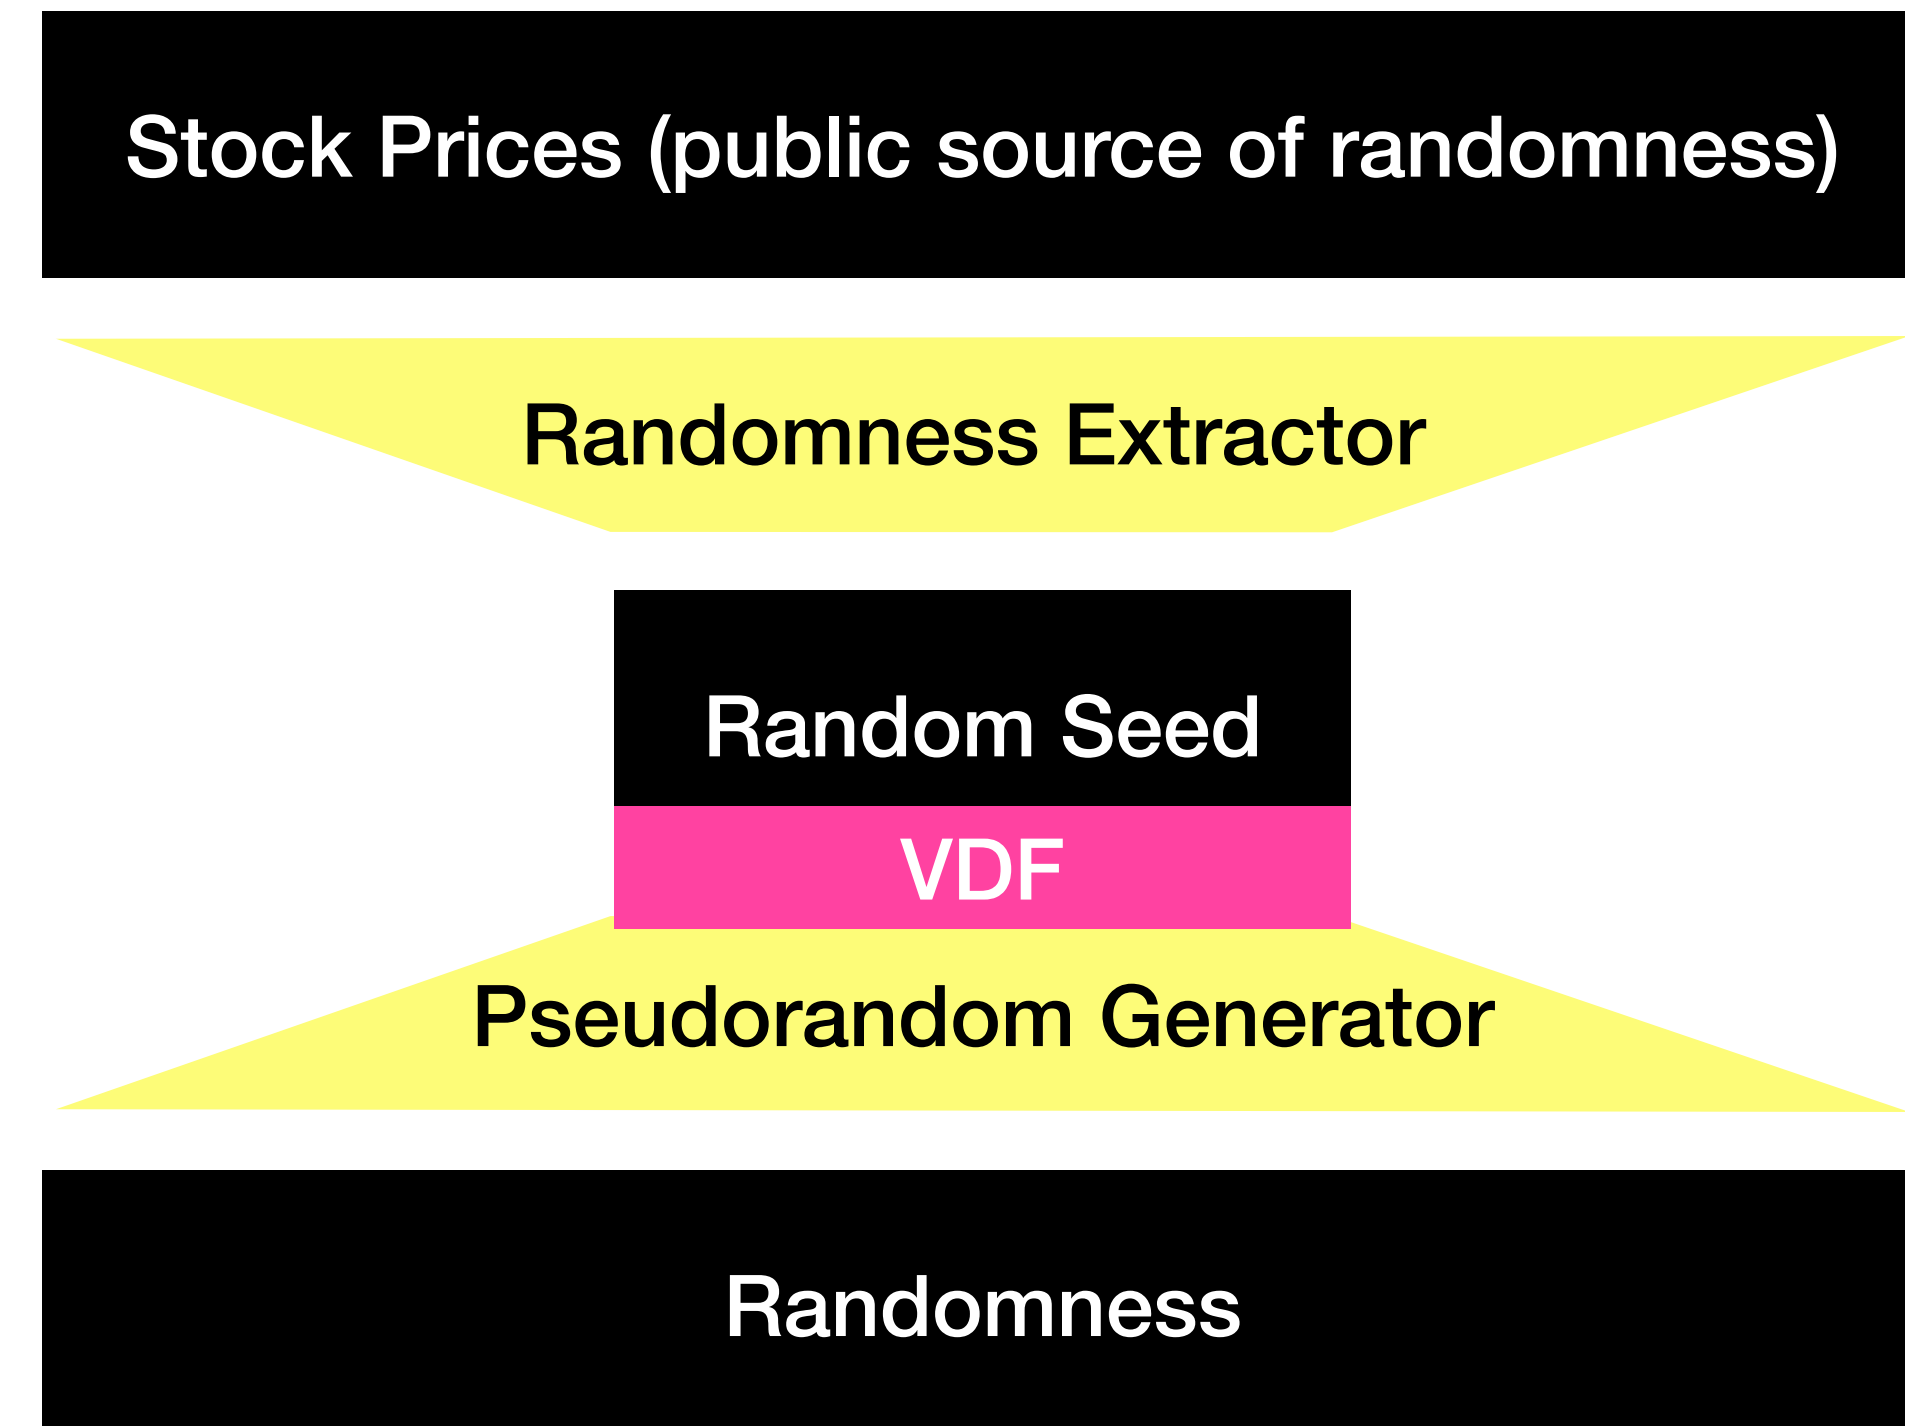 Stock Prices (public source of randomness)
Randomness Extractor
Random Seed
VDF
Pseudorandom Generator
Randomness